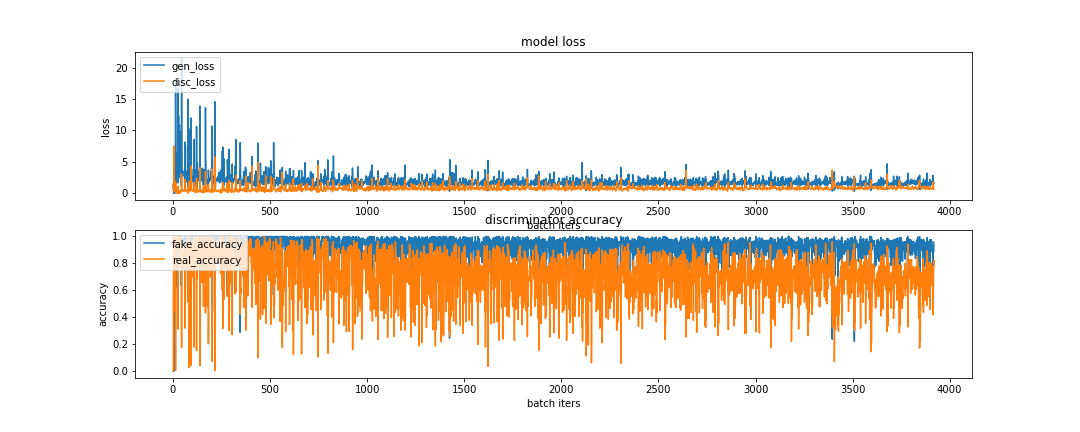 model loss
gen_loss
disc_loss
20
15
10
5
0
loss
0 500 1000 1500 2000 2500 3000 3500 4000
batch iters
discriminator accuracy
fake_accuracy
real_accuracy
1.0
0.8
0.6
0.4
0.2
0.0
accuracy
0 500 1000 1500 2000 2500 3000 3500 4000
batch iters